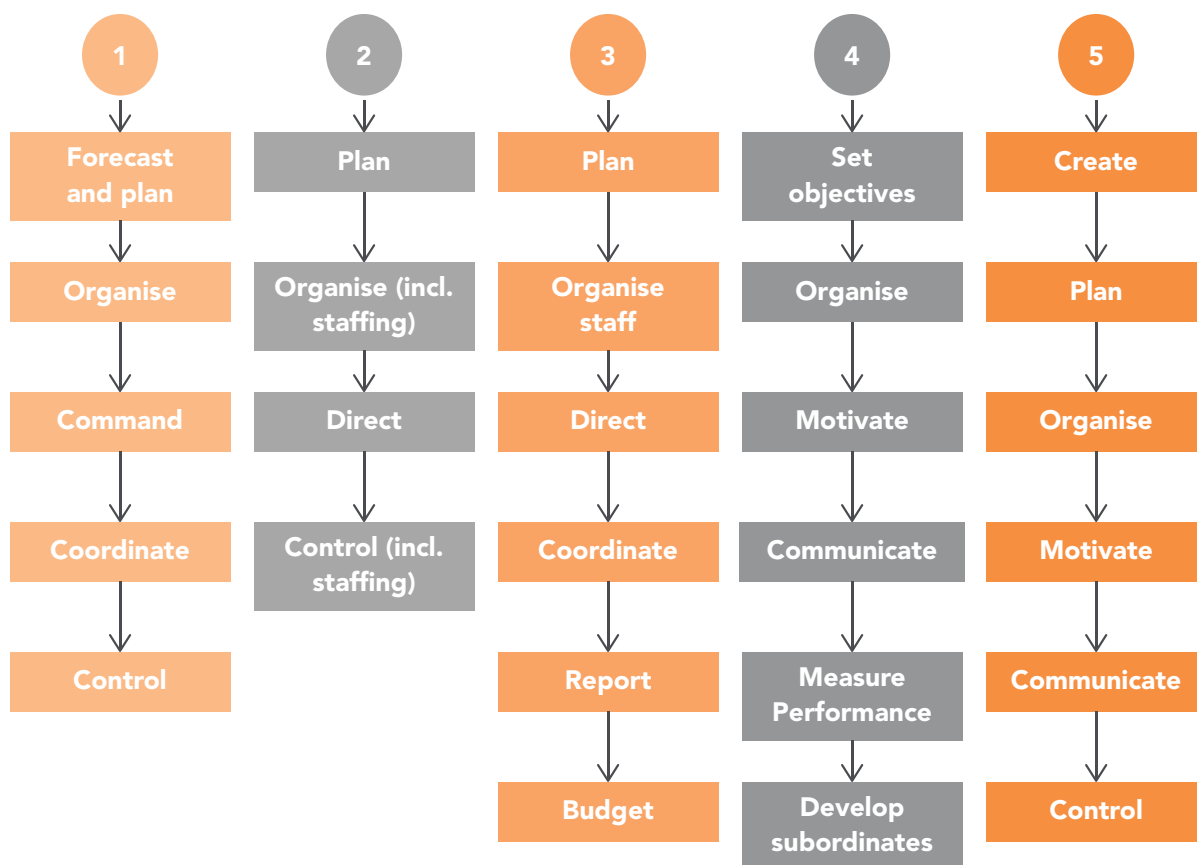 1
Forecast
and plan
Organise
Command
Coordinate
Control
2
Plan
Organise (incl.
staffing)
Direct
Control (incl.
staffing)
3
Plan
Organise
staff
Direct
Coordinate
Report
Budget
4
Set
objectives
Organise
Motivate
Communicate
Measure
Performance
Develop
subordinates
5
Create
Plan
Organise
Motivate
Communicate
Control